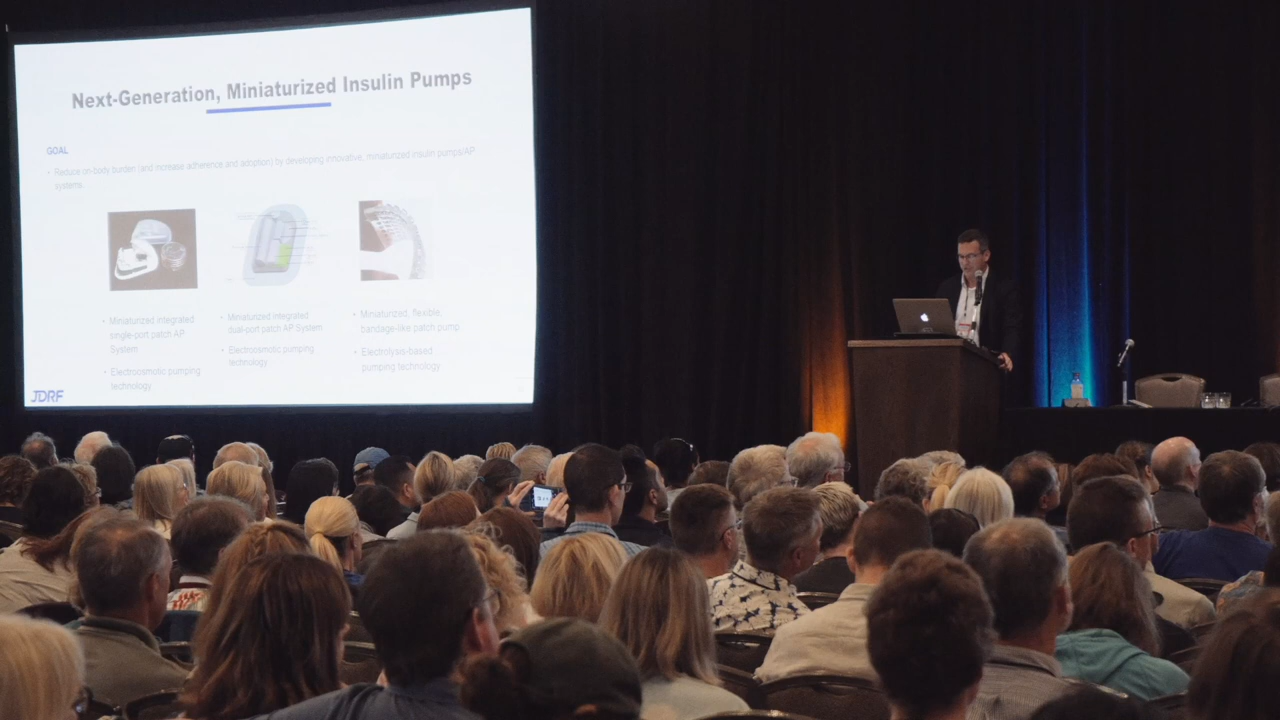 Next-Generation, Miniaturized Insulin Pumps
GOAL
• Reduce on-body burden (and increase adherence and adoption) by developing innovative, miniaturized insulin pumps/AP
systems
• Miniaturized integrated
single-port patch AP
System
• Electroosmotic pumping
technology
• Miniaturized integrated
dual-port patch AP System
• Electroosmotic pumping
technology
• Miniaturized, flexible,
bandage-like patch pump
• Electrolysis-based
pumping technology
JDRF